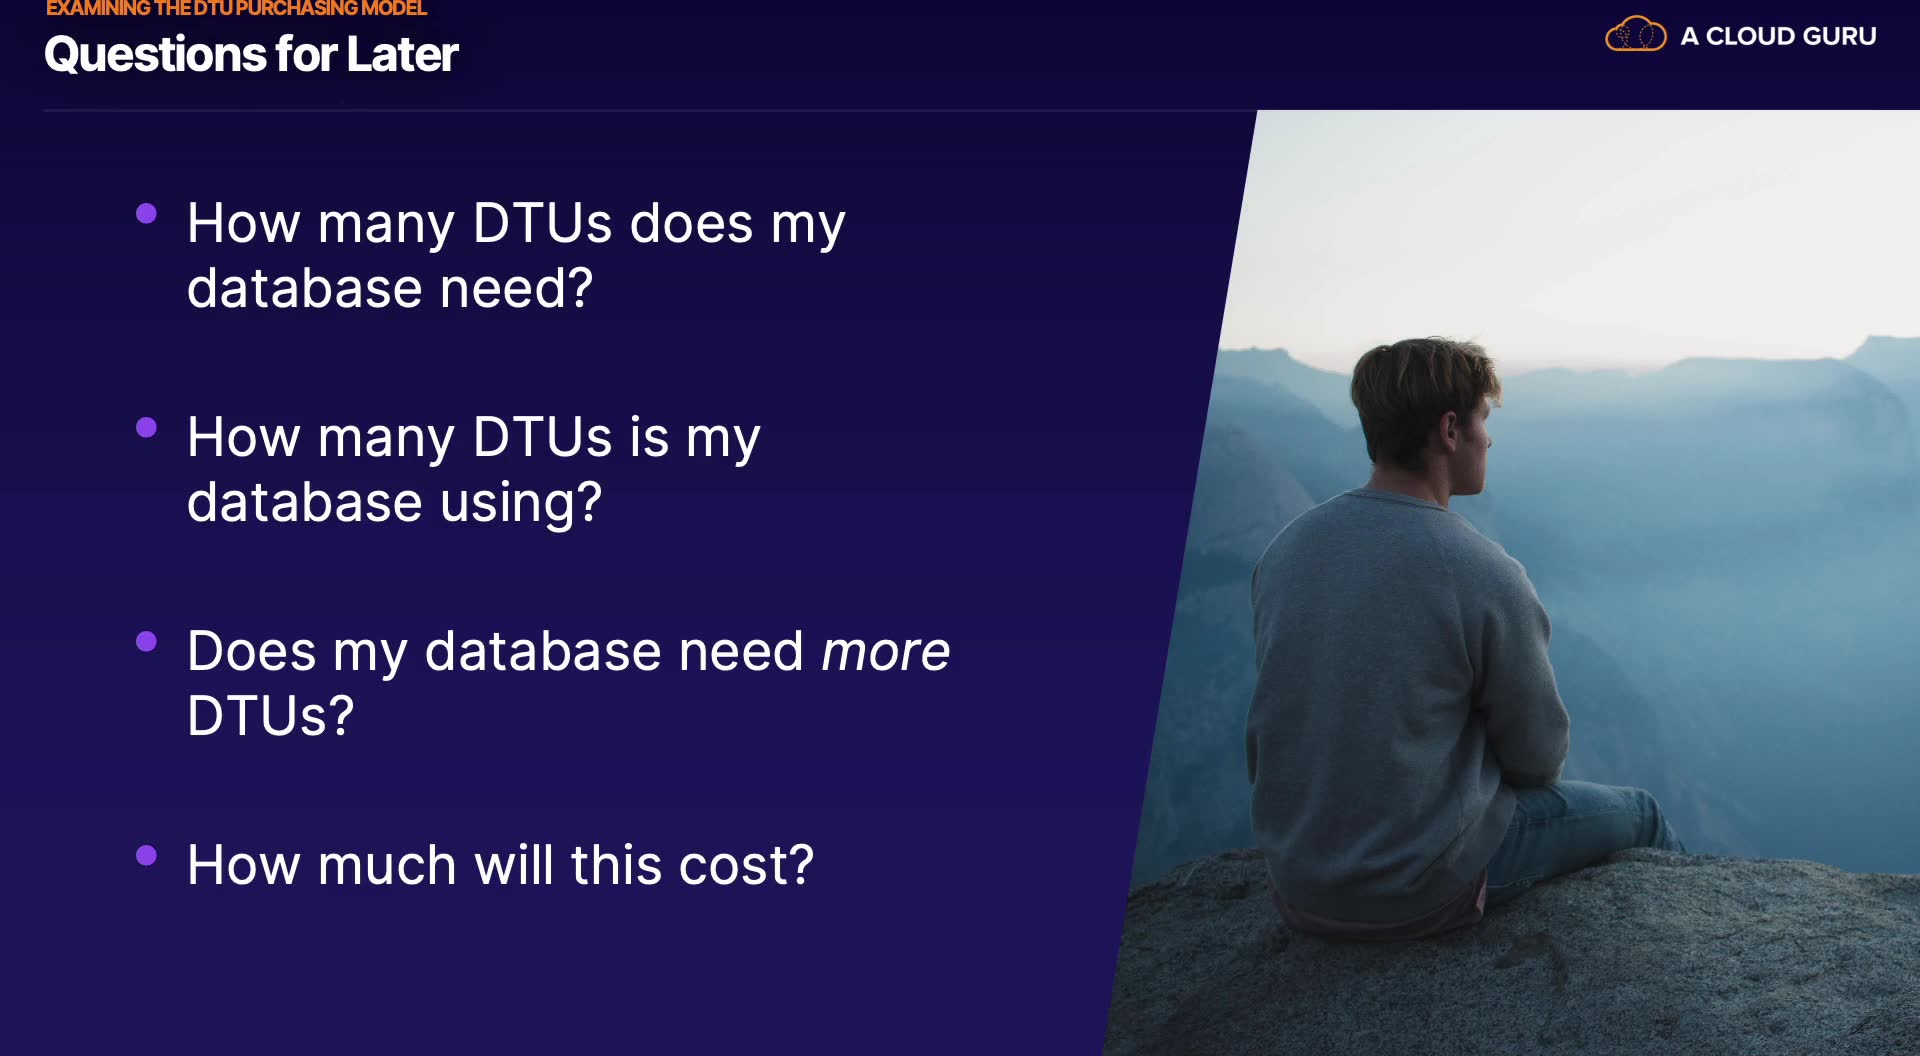 EXAMINING THE DTU PURCHASING MODEL
Questions for Later
A CLOUD GURU
How many DTUs does my
database need?
How many DTUs is my
database using?
Does my database need more
DTUs?
How much will this cost?